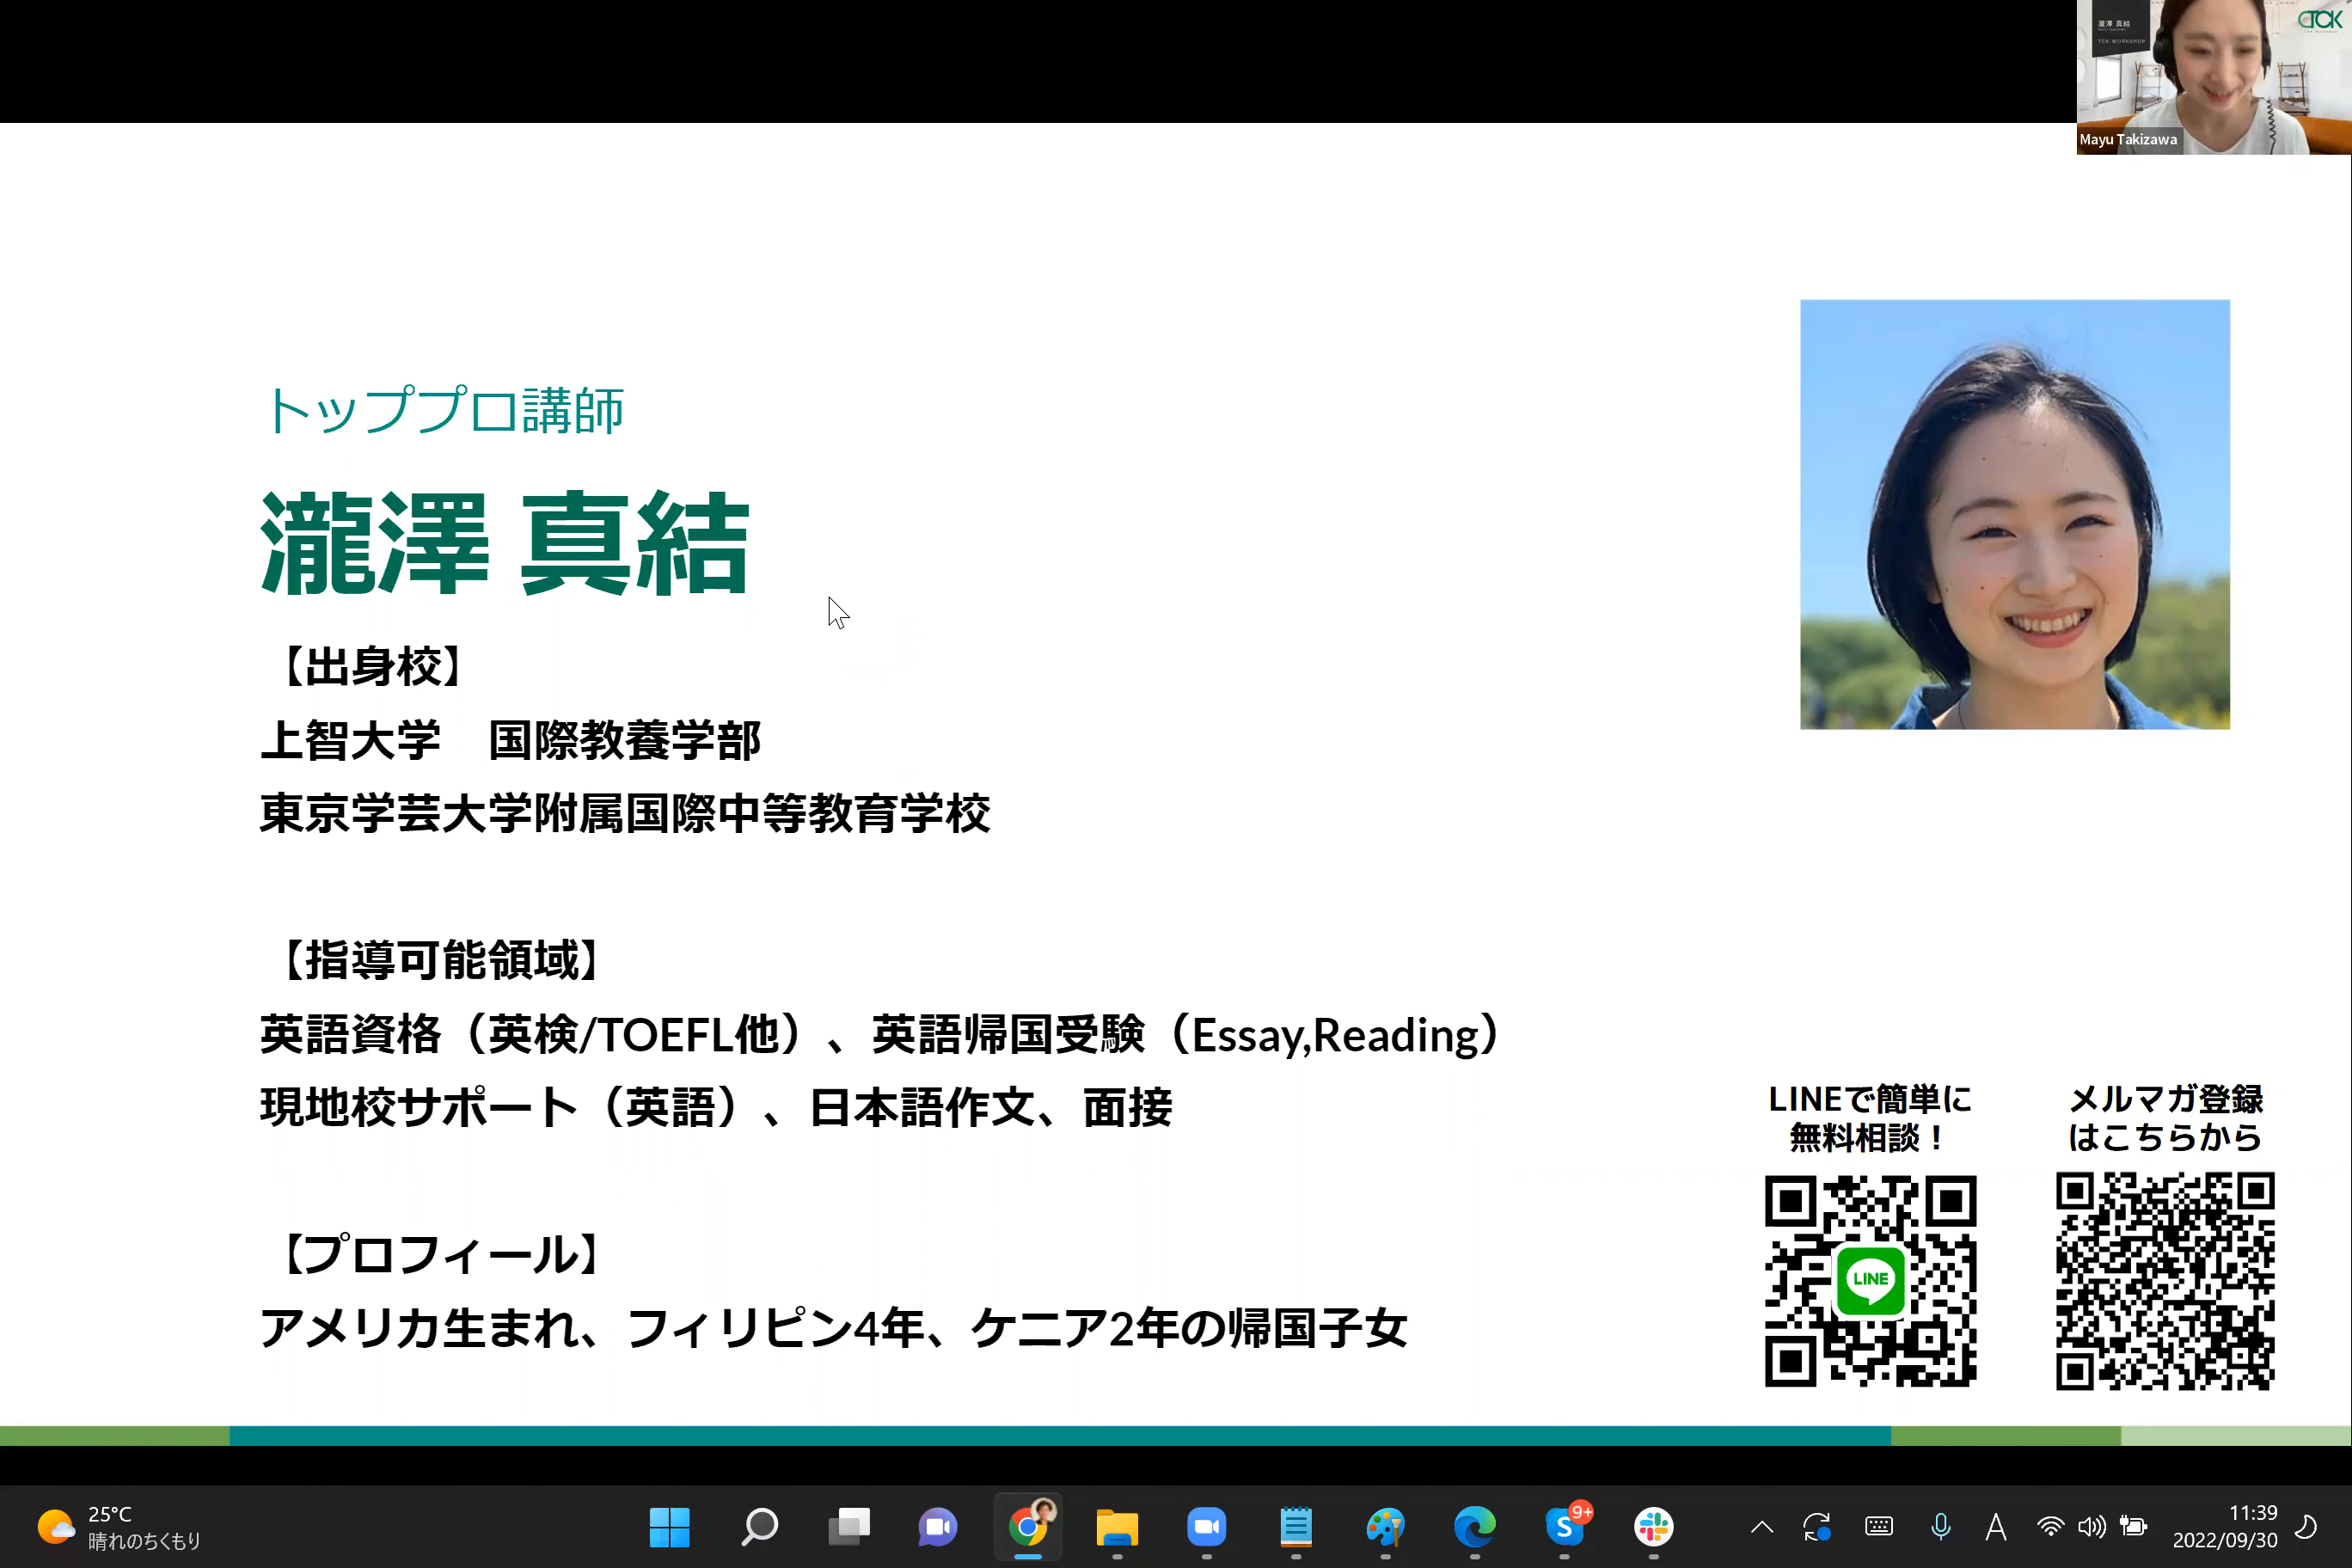 瀧澤 真結
TCK WORKSHOP
TCK
Mayu Takizawa
トッププロ講師
瀧澤 真結
【出身校】
上智大学　国際教養学部
東京学芸大学附属国際中等教育学校
【指導可能領域】
英語資格（英検/TOEFL他）、英語帰国受験（Essay,Reading）
現地校サポート（英語）、日本語作文、面接
【プロフィール】
アメリカ生まれ、フィリピン4年、ケニア2年の帰国子女
LINEで簡単に
無料相談！
LINE
メルマガ登録
はこちらから
25°C
晴れのちくもり
S
9+
A
11:39
2022/09/30